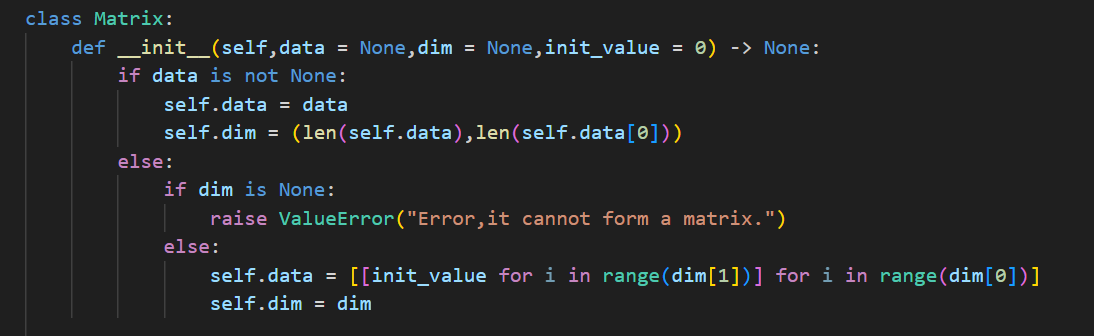 class Matrix:
    def __init__(self,data = None,dim = None,init_value = 0) -> None:
        if data is not None:
            self.data = data
            self.dim = (len(self.data),len(self.data[0]))
        else:
            if dim is None:
                raise ValueError("Error,it cannot form a matrix.")
            else:
                self.data = [[init_value for i in range(dim[1])] for i in range(dim[0])]
                self.dim = dim